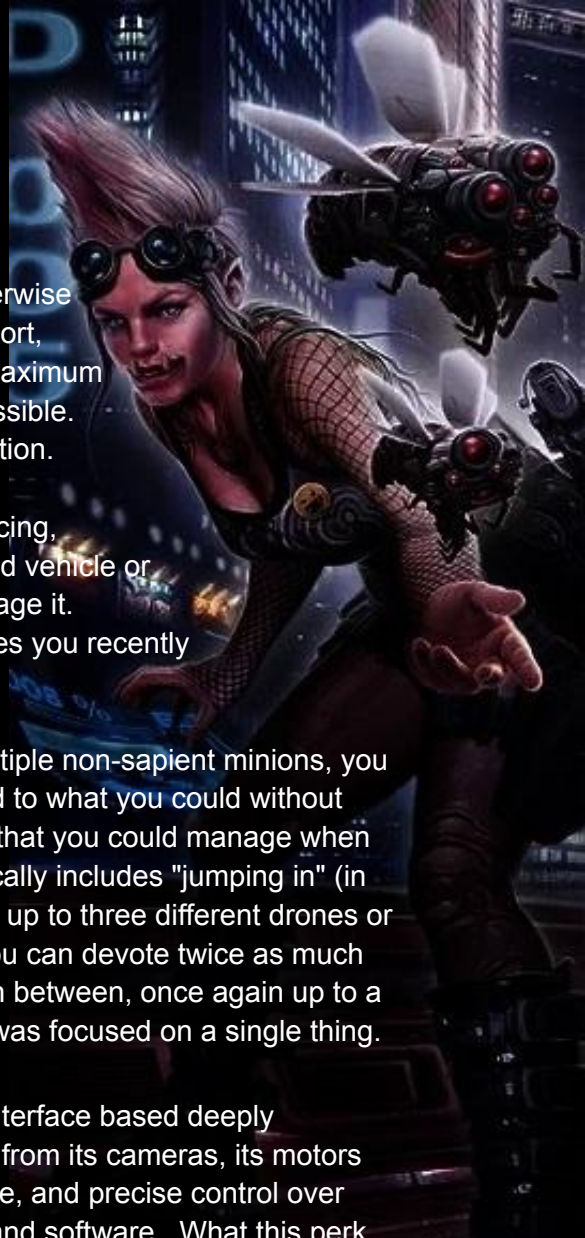 erwise
ort,
aximum
ssible.
tion.
cing,
d vehicle or
age it.
es you recently
tiple non-sapient minions, you
d to what you could without
that you could manage when
cally includes "jumping in" (in
up to three different drones or
ou can devote twice as much
n between, once again up to a
was focused on a single thing.
terface based deeply
from its cameras, its motors
e, and precise control over
and software. What this perk